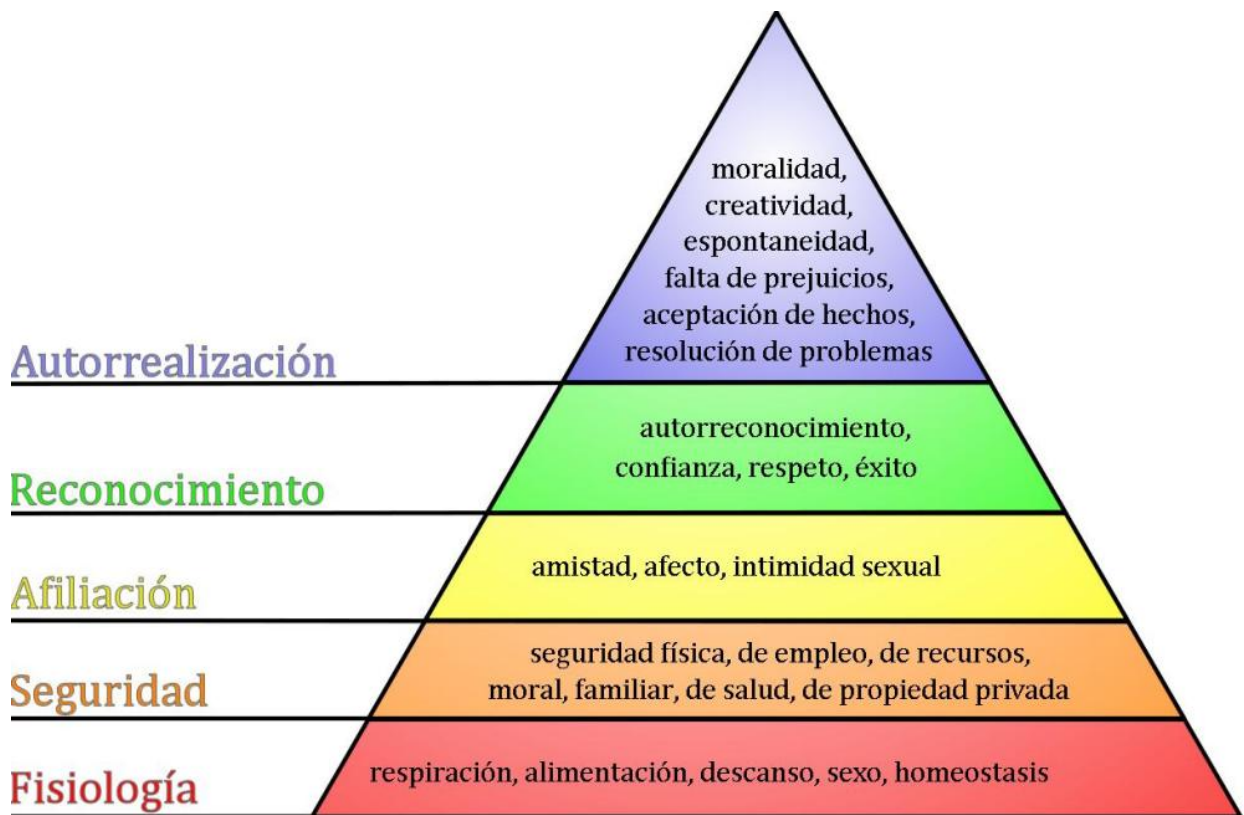 moralidad,
creatividad,
espontaneidad,
falta de prejuicios,
aceptación de hechos,
resolución de problemas
Autorrealización
autorreconocimiento,
confianza, respeto, éxito
Reconocimiento
amistad, afecto, intimidad sexual
Afiliación
seguridad física, de empleo, de recursos,
moral, familiar, de salud, de propiedad privada
Seguridad
respiración, alimentación, descanso, sexo, homeostasis
Fisiología